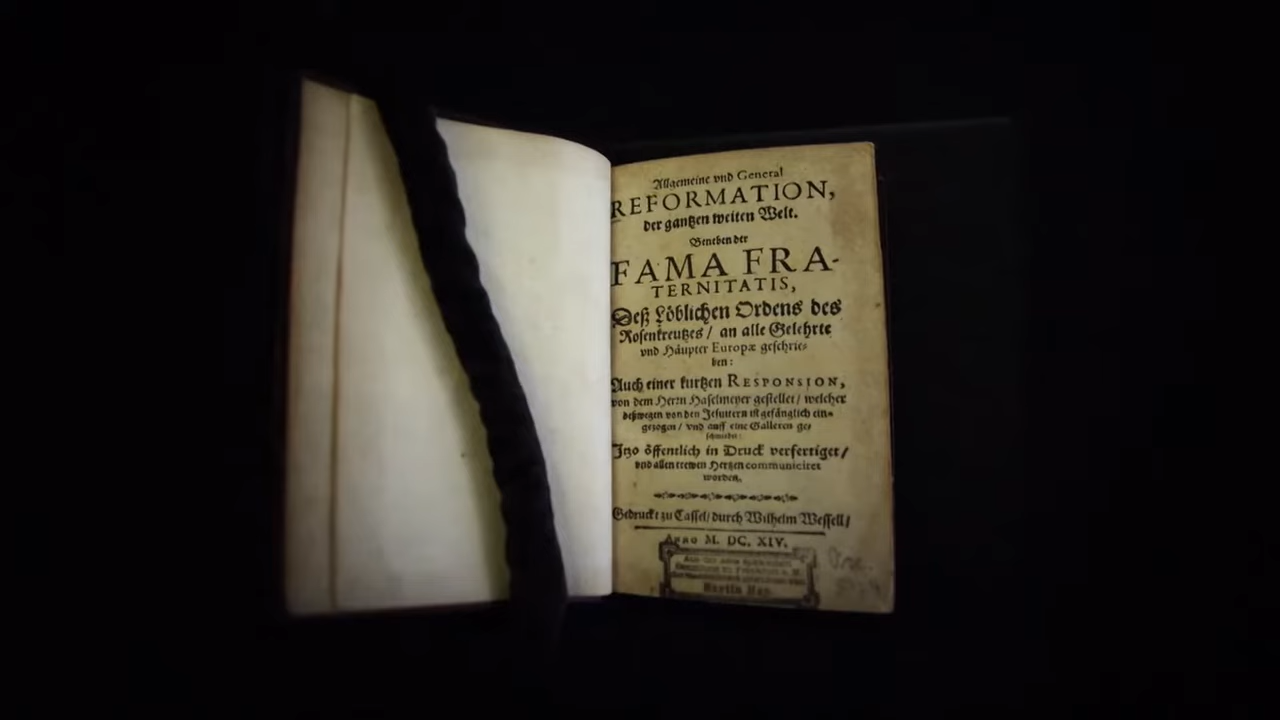 Allgemeine vnd General
REFORMATION,
der gantzen weiten Welt.
Beneben der
FAMA FRA-
TERNITATIS,
Deß Löblichen Ordens des
Rosenkreutzes / an alle Gelehrte
vnd Häupter Europæ geschrie-
ben:
Auch einer kurtzen RESPONSION,
von dem Herrn Haselmeyer gestellet / welcher
deßwegen von den Jesuitern ist gefänglich ein-
gezogen / vnd auff eine Galleren ge-
schmiedet:
Itzo öffentlich in Druck verfertiget /
vnd allen trewen Hertzen communiciret
worden.
Gedruckt zu Cassel / durch Wilhelm Wessell /
Anno M. DC. XIV.